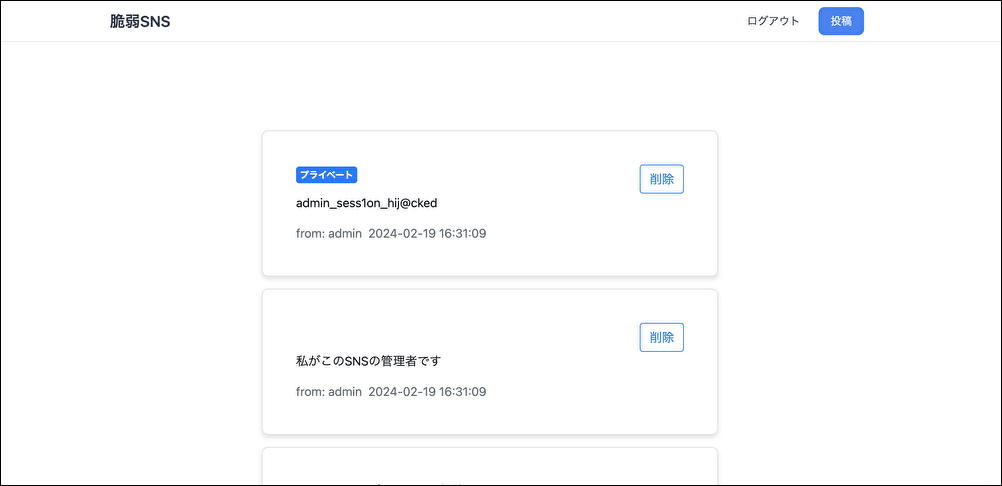 脆弱SNS
ログアウト
投稿
プライベート
削除
admin_sess1on_hij@cked
from: admin 2024-02-19 16:31:09
削除
私がこのSNSの管理者です
from: admin 2024-02-19 16:31:09